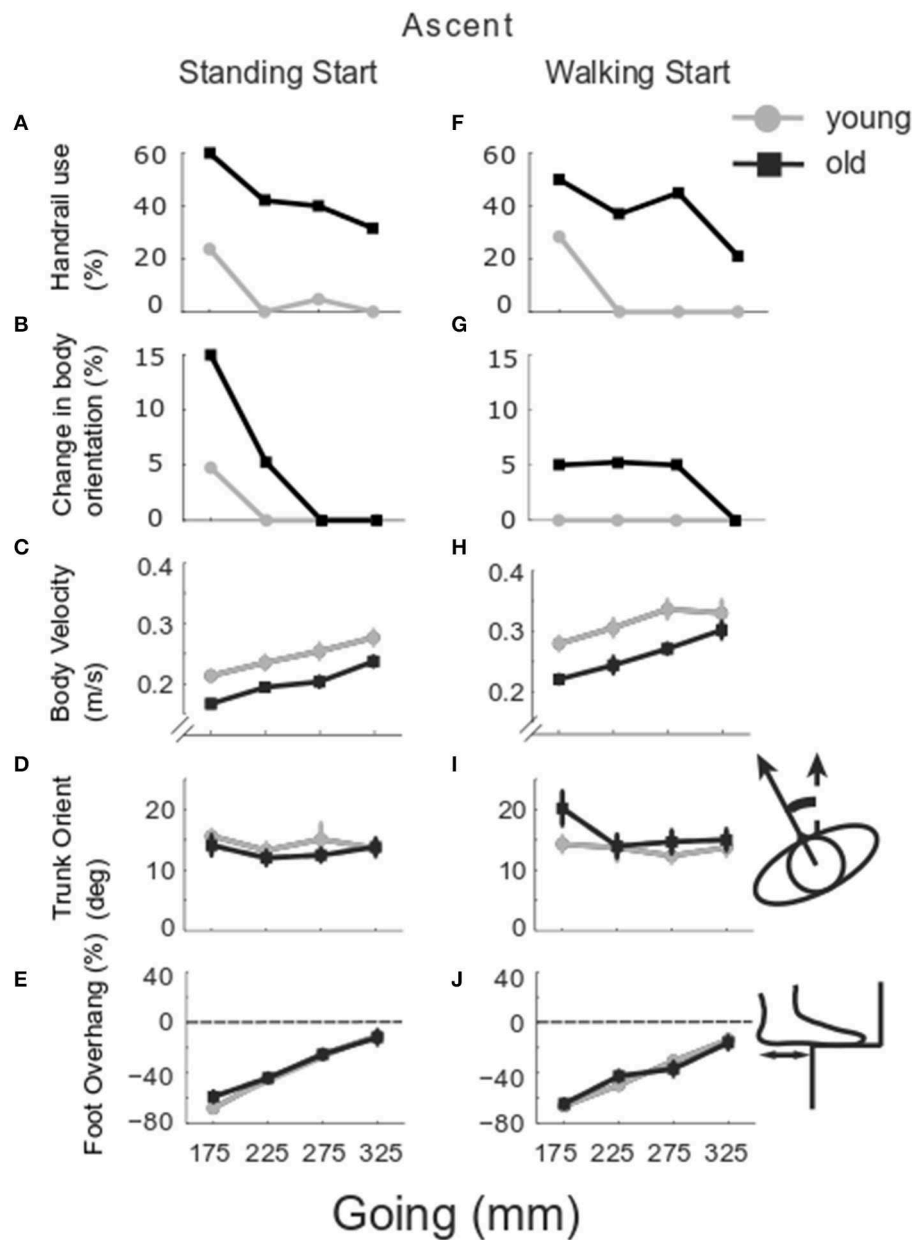 Ascent
Standing Start
Walking Start
young
old
A
Handrail use
(%)
60
40
20
0
F
60
40
20
0
B
Change in body
orientation (%)
15
10
5
0
G
15
10
5
0
C
Body Velocity
(m/s)
0.4
0.3
0.2
H
0.4
0.3
0.2
D
Trunk Orient
(deg)
20
10
0
I
20
10
0
E
Foot Overhang (%)
40
0
−40
−80
175 225 275 325
J
40
0
−40
−80
175 225 275 325
Going (mm)